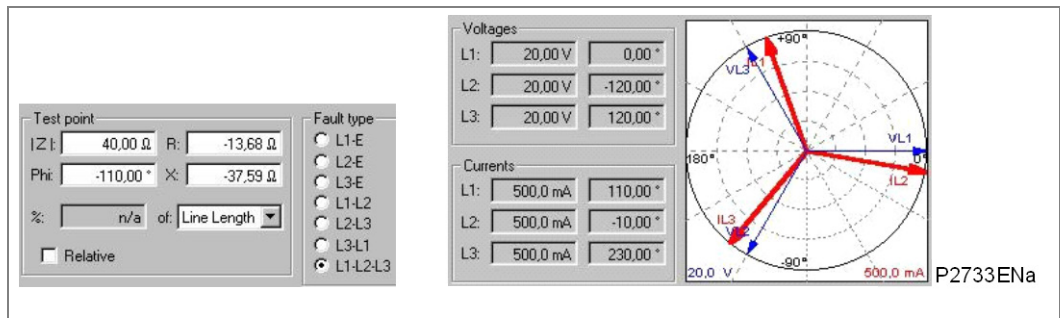 Test point
|Z|: 40,00 Ω R: -13,68 Ω
Phi: -110,00 ° X: -37,59 Ω
%: n/a of: Line Length
Relative
Fault type
L1-E
L2-E
L3-E
L1-L2
L2-L3
L3-L1
L1-L2-L3
Voltages
L1: 20,00 V 0,00 °
L2: 20,00 V -120,00 °
L3: 20,00 V 120,00 °
Currents
L1: 500,0 mA 110,00 °
L2: 500,0 mA -10,00 °
L3: 500,0 mA 230,00 °
+90°
VL3
VL1
180°
0°
IL2
IL3
-90°
20,0 V
500,0 mA
P2733ENa